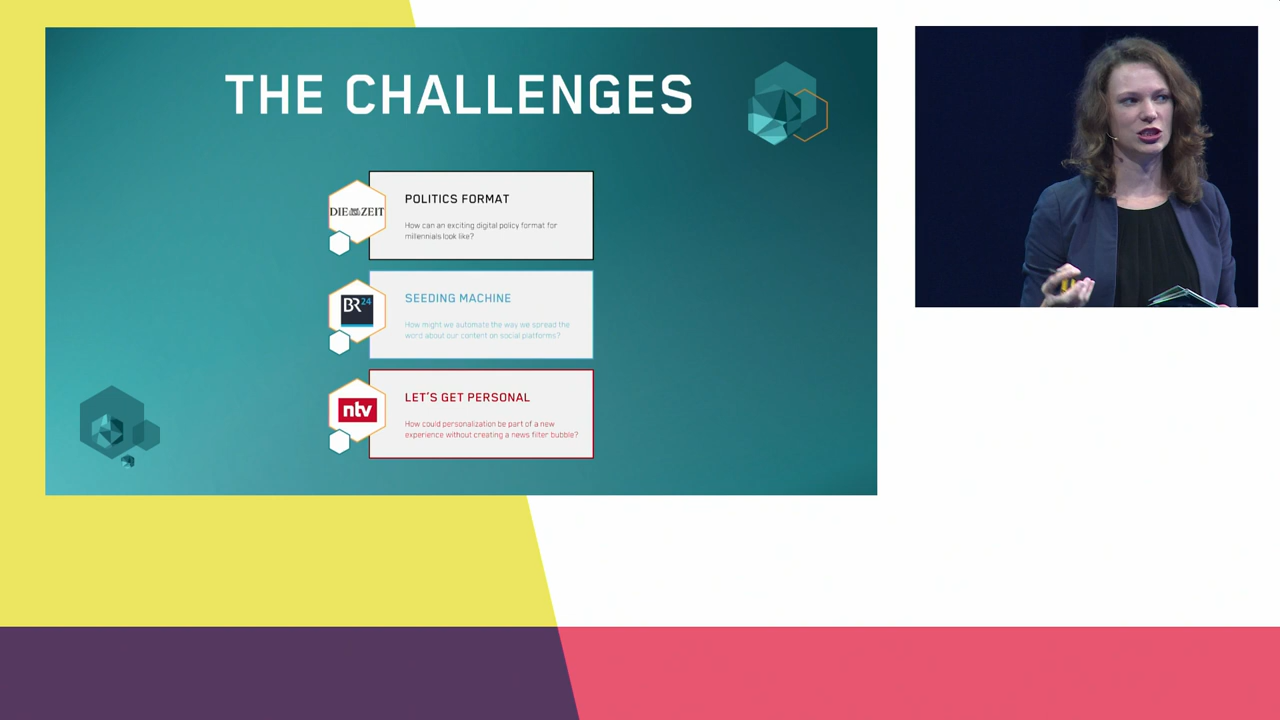 THE CHALLENGES
DIE ZEIT
POLITICS FORMAT
How can an exciting digital policy format for
millennials look like?
BR24
SEEDING MACHINE
How might we automate the way we spread the
word about our content on social platforms?
ntv
LET'S GET PERSONAL
How could personalization be part of a new
experience without creating a news filter bubble?